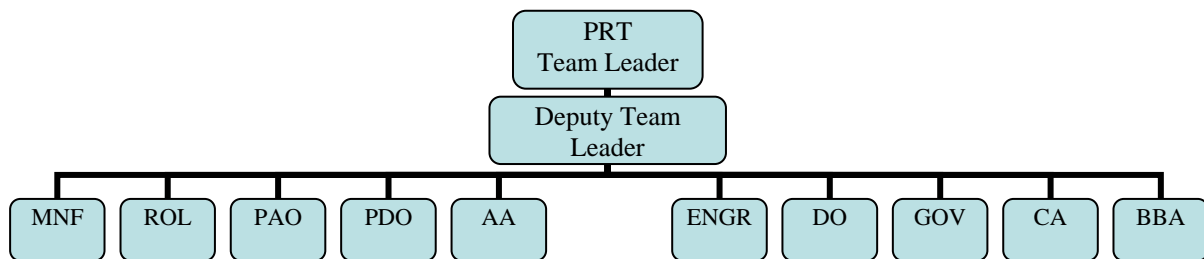 PRT
Team Leader
Deputy Team
Leader
MNF
ROL
PAO
PDO
AA
ENGR
DO
GOV
CA
BBA